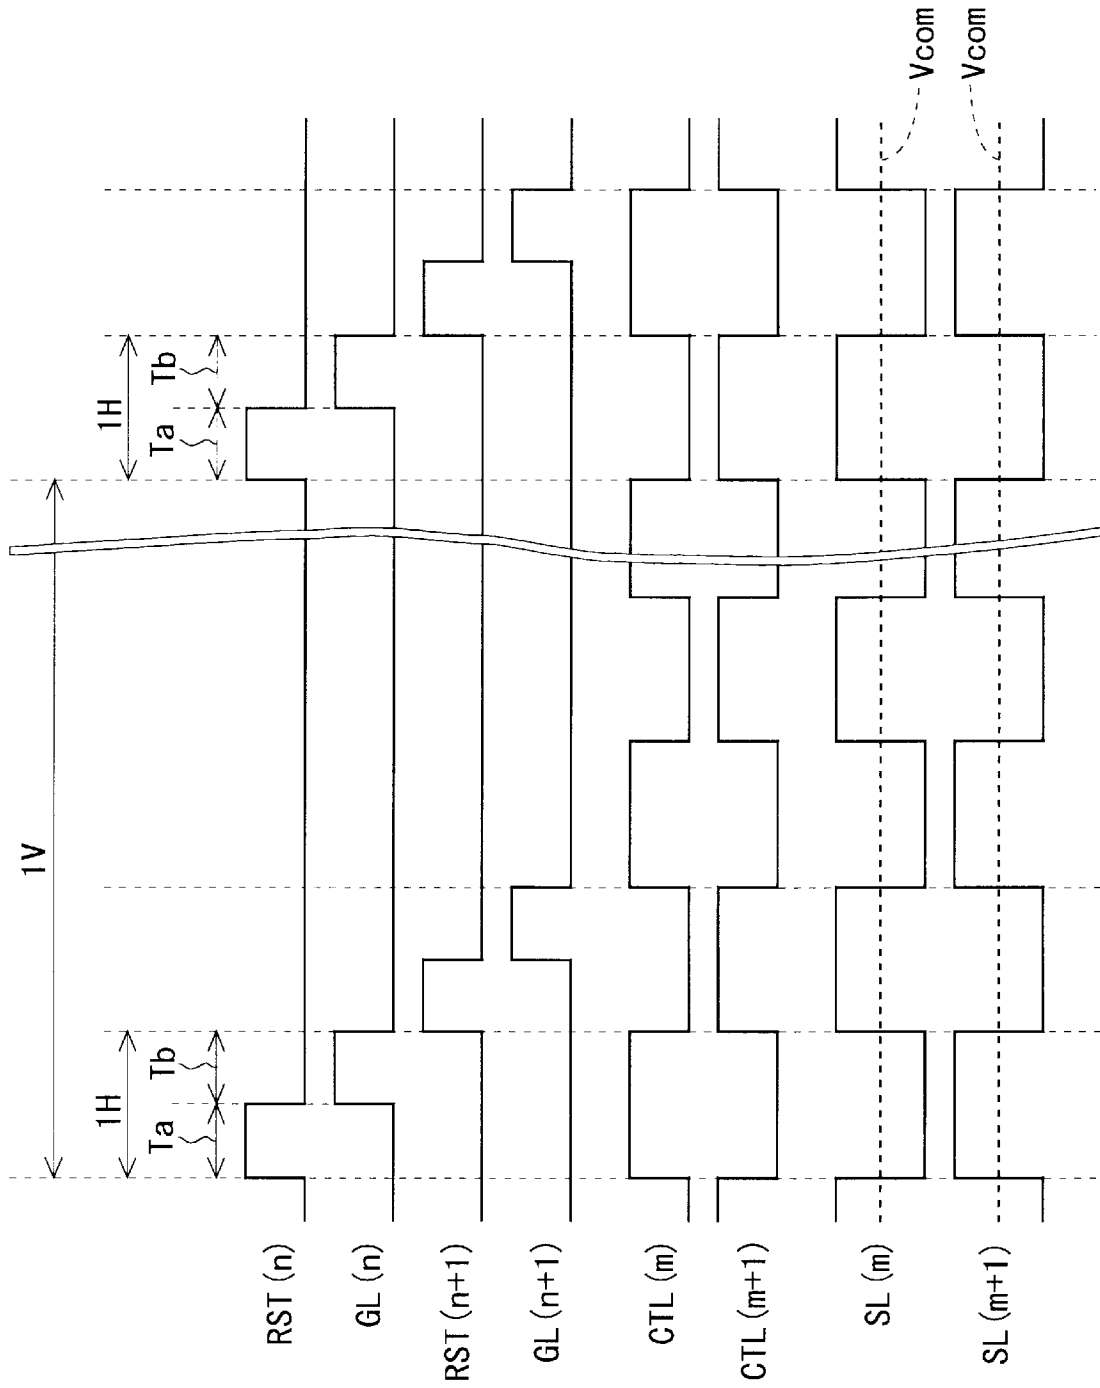 1V
1H
Ta
Tb
1H
Ta
Tb
RST(n)
GL(n)
RST(n+1)
GL(n+1)
CTL(m)
CTL(m+1)
SL(m)
SL(m+1)
Vcom
Vcom